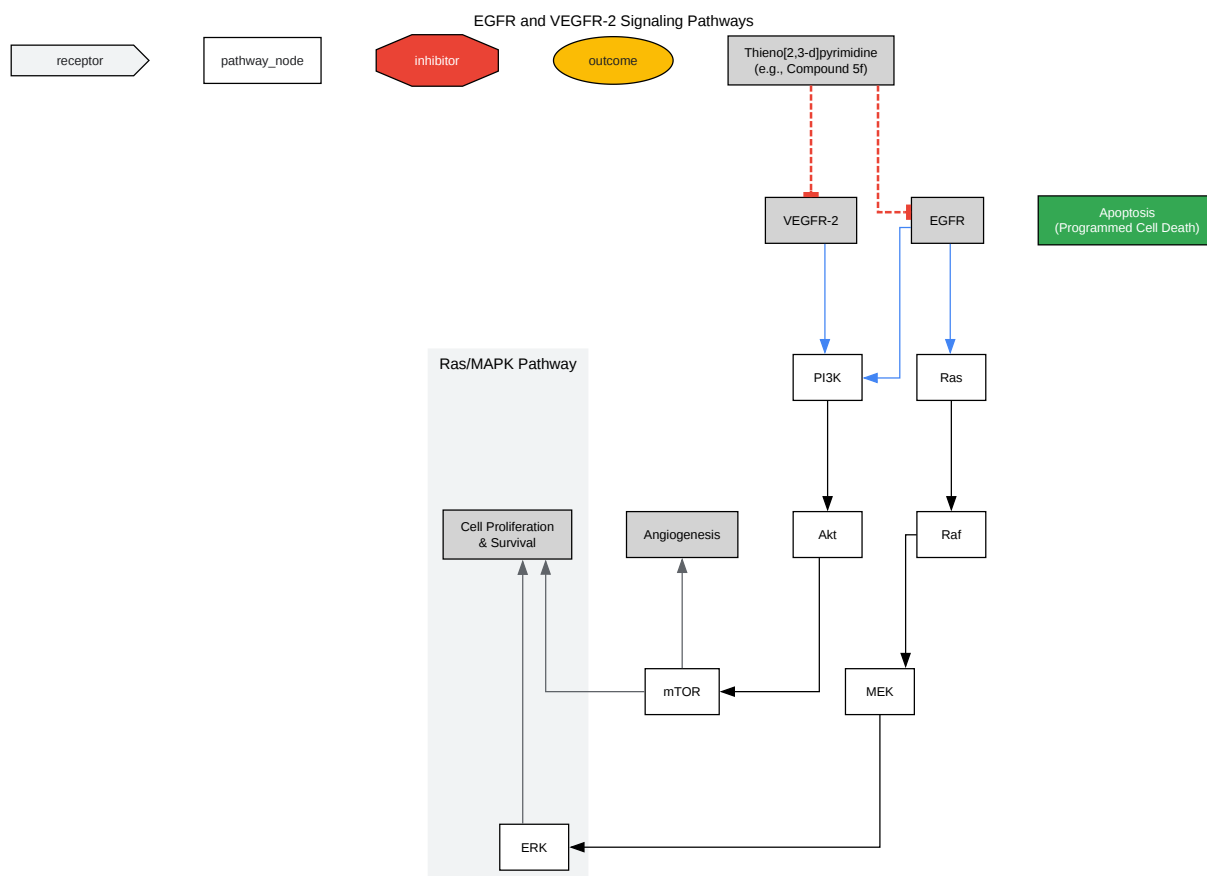 EGFR and VEGFR-2 Signaling Pathways
receptor
pathway_node
inhibitor
outcome
Thieno[2,3-d]pyrimidine
(e.g., Compound 5f)
VEGFR-2
EGFR
Apoptosis
(Programmed Cell Death)
Ras/MAPK Pathway
PI3K
Ras
Cell Proliferation
& Survival
Angiogenesis
Akt
Raf
mTOR
MEK
ERK